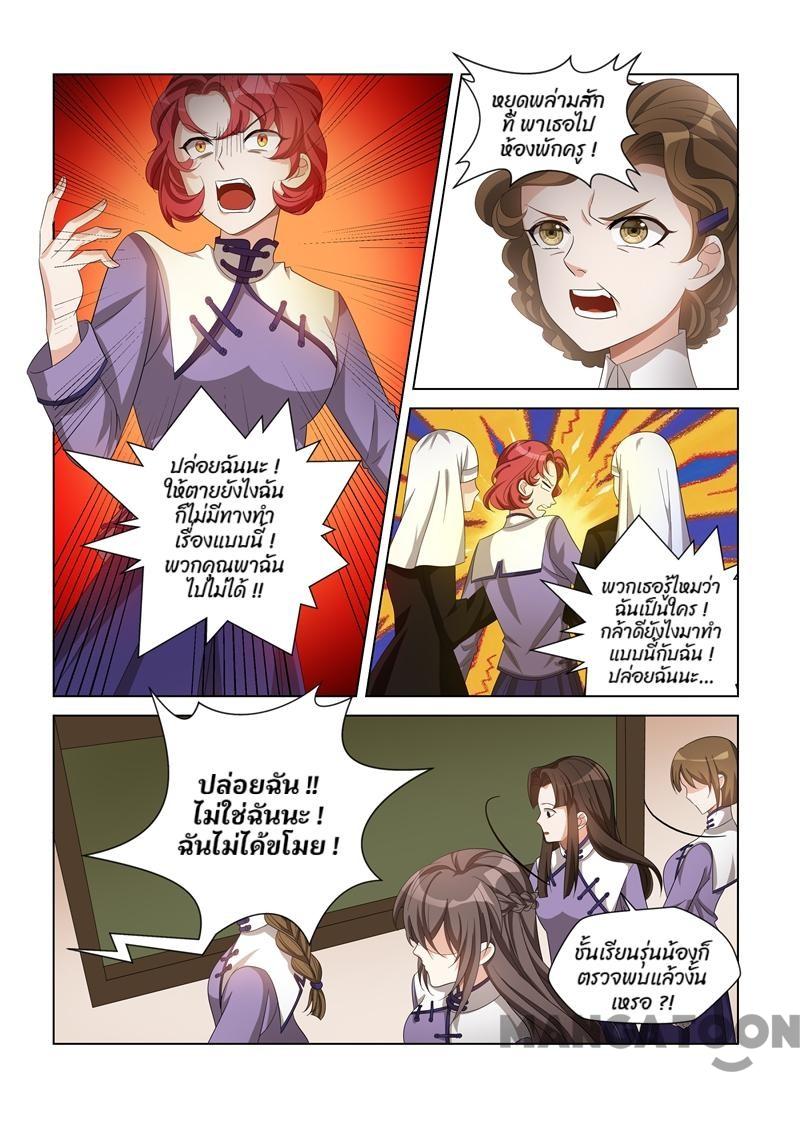 หยุดพล่ามสัก
ที พาเธอไป
ห้องพักครู !
ปล่อยฉันนะ !
ให้ตายยังไงฉัน
ก็ไม่มีทางทำ
เรื่องแบบนี้ !
พวกคุณพาฉัน
ไปไม่ได้ !!
พวกเธอรู้ไหมว่า
ฉันเป็นใคร !
กล้าดียังไงมาทำ
แบบนี้กับฉัน !
ปล่อยฉันนะ...
ปล่อยฉัน !!
ไม่ใช่ฉันนะ !
ฉันไม่ได้ขโมย !
ชั้นเรียนรุ่นน้องก็
ตรวจพบแล้วงั้น
เหรอ ?!
MANGATOON